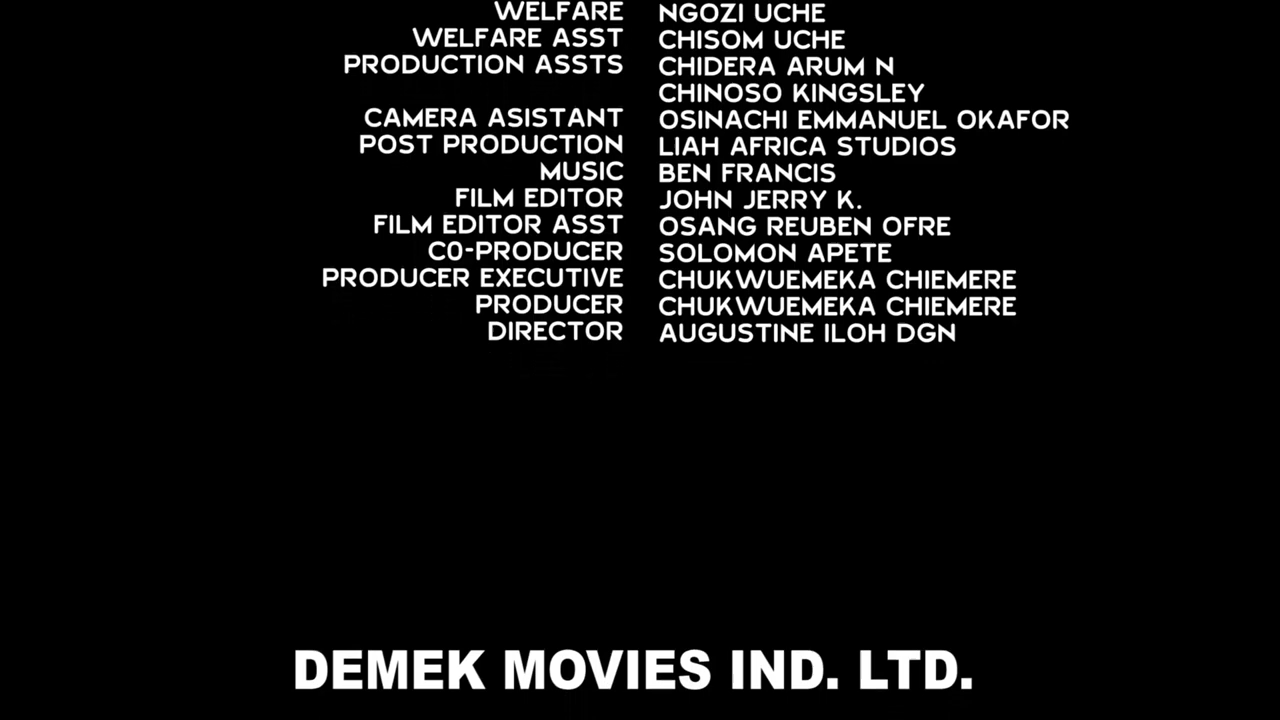 WELFARE NGOZI UCHE
WELFARE ASST CHISOM UCHE
PRODUCTION ASSTS CHIDERA ARUM N
CHINOSO KINGSLEY
CAMERA ASISTANT OSINACHI EMMANUEL OKAFOR
POST PRODUCTION LIAH AFRICA STUDIOS
MUSIC BEN FRANCIS
FILM EDITOR JOHN JERRY K.
FILM EDITOR ASST OSANG REUBEN OFRE
C0-PRODUCER SOLOMON APETE
PRODUCER EXECUTIVE CHUKWUEMEKA CHIEMERE
PRODUCER CHUKWUEMEKA CHIEMERE
DIRECTOR AUGUSTINE ILOH DGN
DEMEK MOVIES IND. LTD.